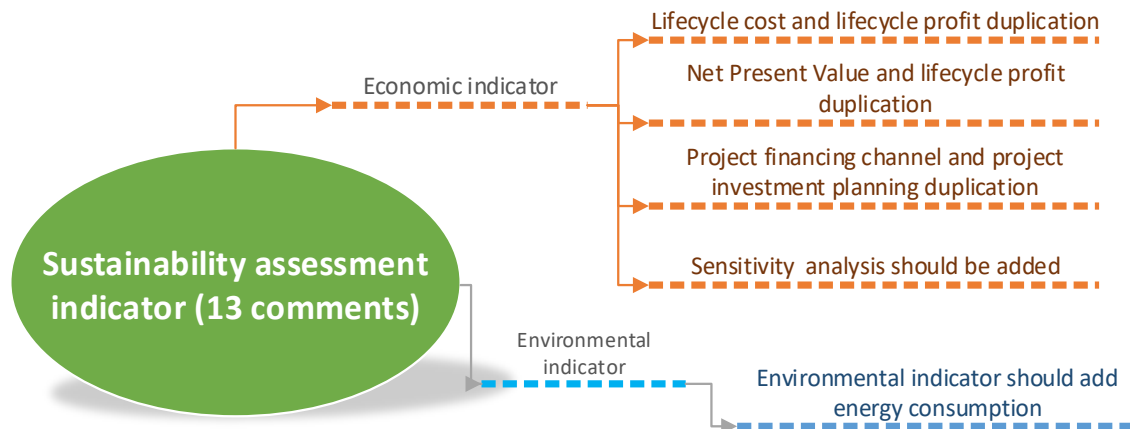 Lifecycle cost and lifecycle profit duplication
Economic indicator
Net Present Value and lifecycle profit
duplication
Project financing channel and project
investment planning duplication
Sustainability assessment
indicator (13 comments)
Sensitivity analysis should be added
Environmental
indicator
Environmental indicator should add
energy consumption